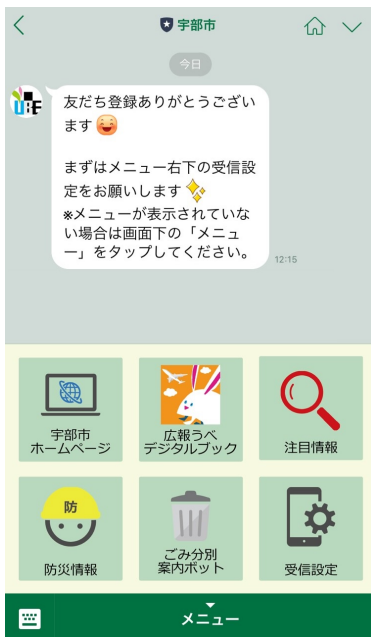 宇部市
今日
UBE
友だち登録ありがとうござい
ます
まずはメニュー右下の受信設
定をお願いします
※メニューが表示されていな
い場合は画面下の「メニュ
ー」をタップしてください。
12:15
宇部市
ホームページ
広報うべ
デジタルブック
注目情報
防
防災情報
ごみ分別
案内ボット
受信設定
メニュー